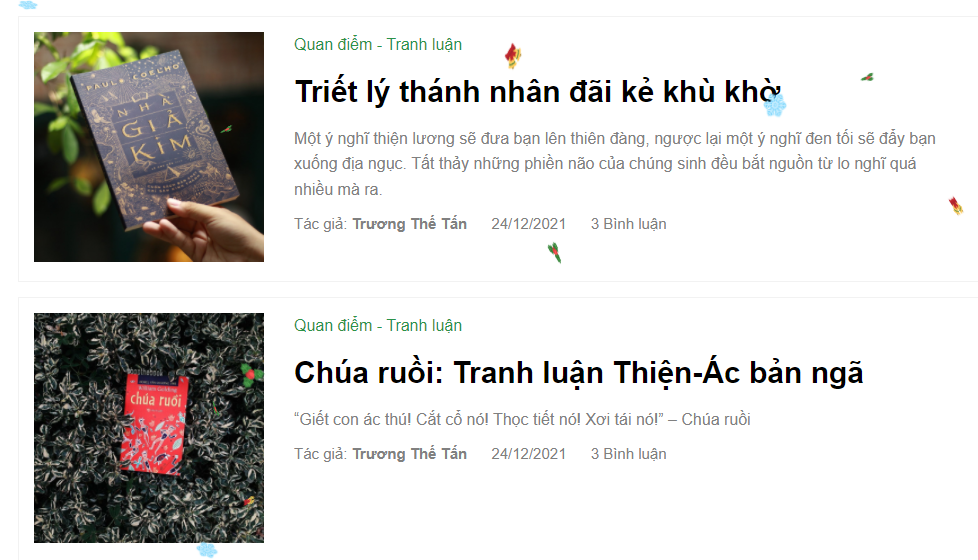 PAULO COELHO
NHÀ
GIẢ
KIM
Quan điểm - Tranh luận
Triết lý thánh nhân đãi kẻ khù khờ
Một ý nghĩ thiện lương sẽ đưa bạn lên thiên đàng, ngược lại một ý nghĩ đen tối sẽ đẩy bạn
xuống địa ngục. Tất thảy những phiền não của chúng sinh đều bắt nguồn từ lo nghĩ quá
nhiều mà ra.
Tác giả: Trương Thế Tấn 24/12/2021 3 Bình luận
chúa ruồi
Quan điểm - Tranh luận
Chúa ruồi: Tranh luận Thiện-Ác bản ngã
“Giết con ác thú! Cắt cổ nó! Thọc tiết nó! Xơi tái nó!” – Chúa ruồi
Tác giả: Trương Thế Tấn 24/12/2021 3 Bình luận